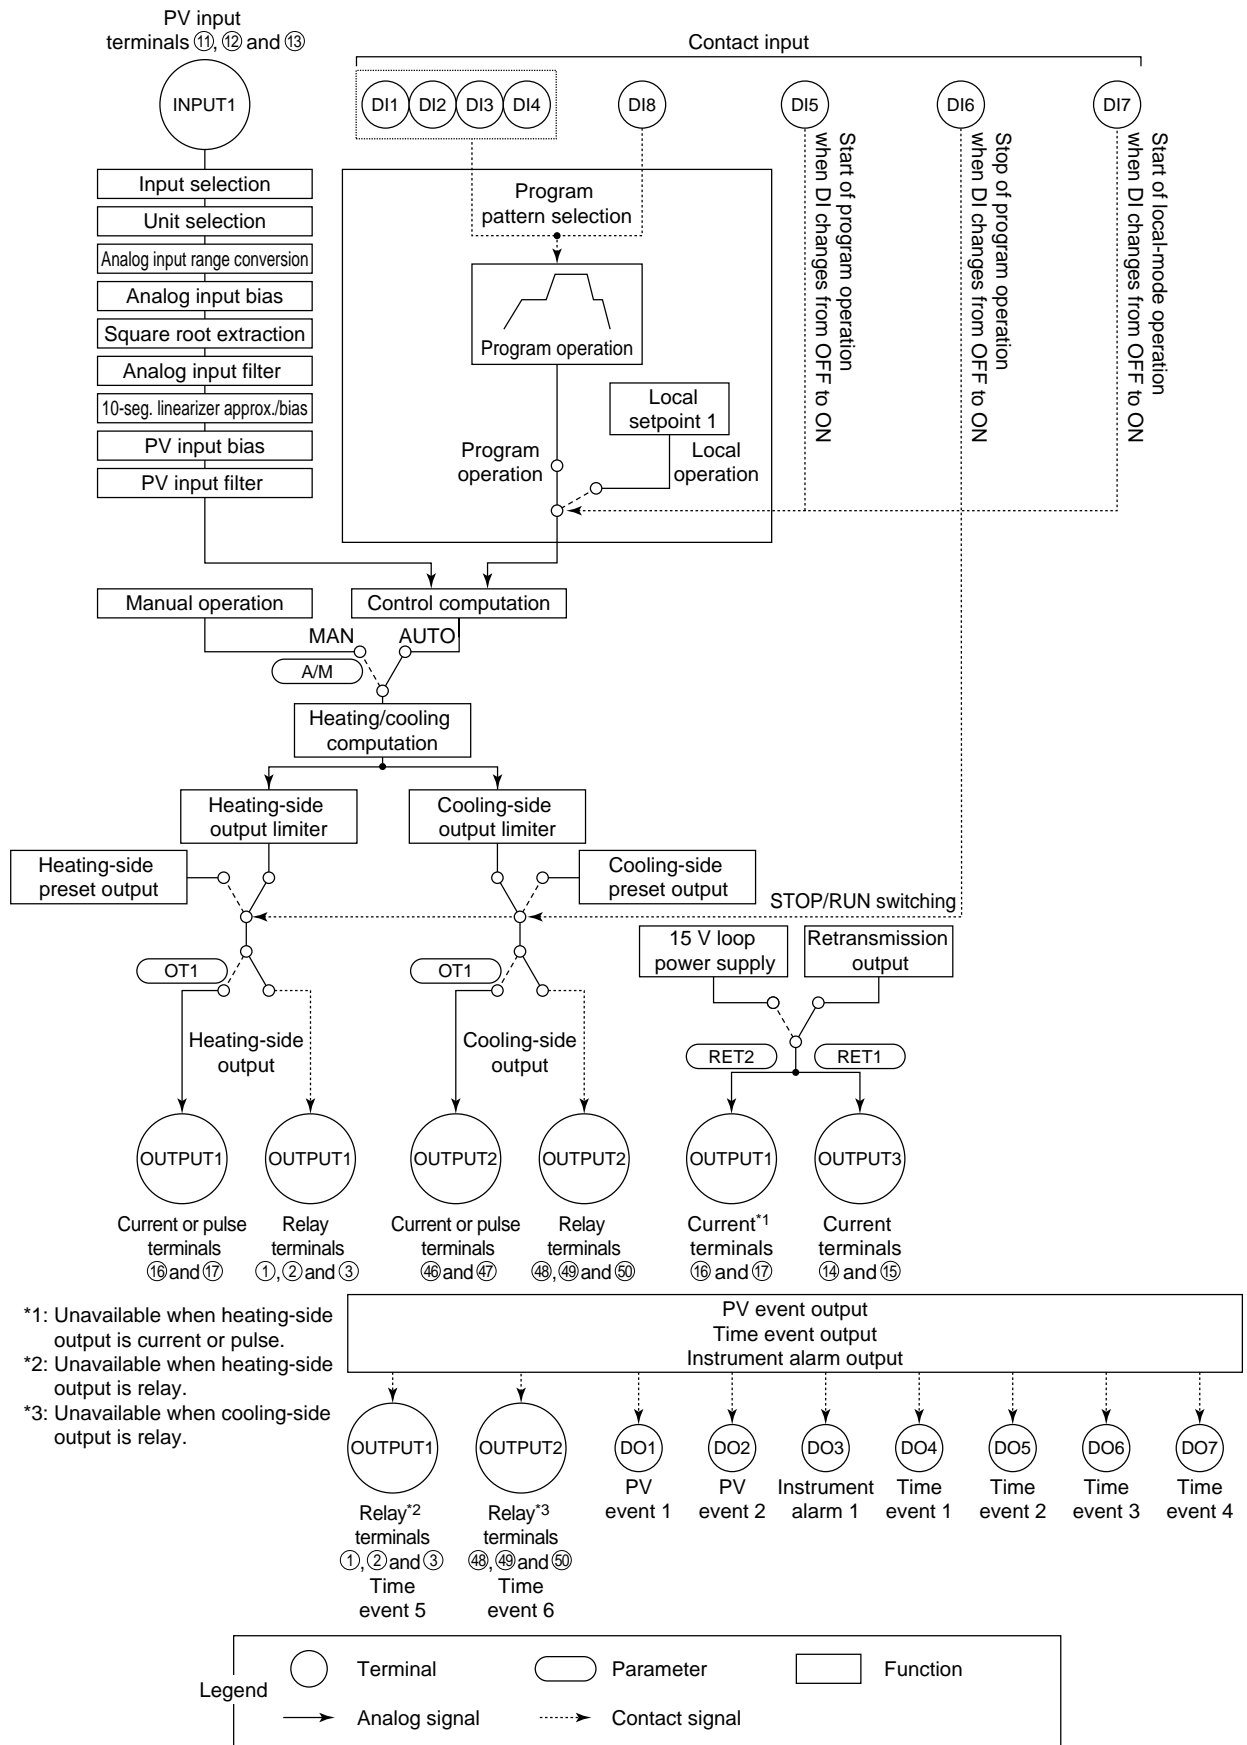 PV input
terminals ⑪, ⑫ and ⑬
Contact input
INPUT1
DI1
DI2
DI3
DI4
DI8
DI5
DI6
DI7
Start of program operation
when DI changes from OFF to ON
Stop of program operation
when DI changes from OFF to ON
Start of local-mode operation
when DI changes from OFF to ON
Input selection
Unit selection
Analog input range conversion
Analog input bias
Square root extraction
Analog input filter
10-seg. linearizer approx./bias
PV input bias
PV input filter
Program
pattern selection
Program operation
Local
setpoint 1
Program
operation
Local
operation
Manual operation
Control computation
MAN
AUTO
A/M
Heating/cooling
computation
Heating-side
output limiter
Cooling-side
output limiter
Heating-side
preset output
Cooling-side
preset output
STOP/RUN switching
15 V loop
power supply
Retransmission
output
OT1
OT1
Heating-side
output
Cooling-side
output
RET2
RET1
OUTPUT1
OUTPUT1
OUTPUT2
OUTPUT2
OUTPUT1
OUTPUT3
Current or pulse
terminals
⑯ and ⑰
Relay
terminals
①, ② and ③
Current or pulse
terminals
㊻ and ㊼
Relay
terminals
㊽, ㊾ and ㊿
Current*1
terminals
⑯ and ⑰
Current
terminals
⑭ and ⑮
*1: Unavailable when heating-side
output is current or pulse.
*2: Unavailable when heating-side
output is relay.
*3: Unavailable when cooling-side
output is relay.
PV event output
Time event output
Instrument alarm output
OUTPUT1
OUTPUT2
DO1
DO2
DO3
DO4
DO5
DO6
DO7
Relay*2
terminals
①, ② and ③
Time
event 5
Relay*3
terminals
㊽, ㊾ and ㊿
Time
event 6
PV
event 1
PV
event 2
Instrument
alarm 1
Time
event 1
Time
event 2
Time
event 3
Time
event 4
Legend
Terminal
Parameter
Function
Analog signal
Contact signal